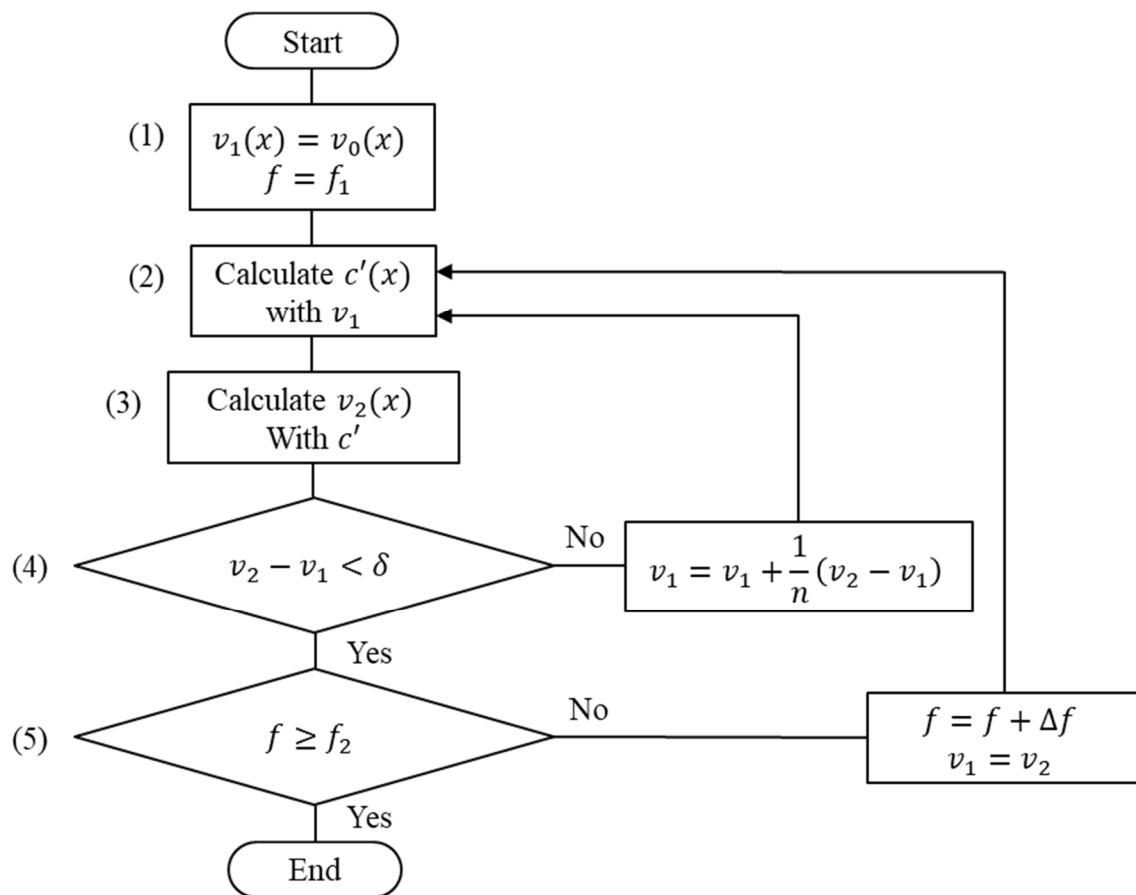 Start
(1)
v₁(x) = v₀(x)
f = f₁
(2)
Calculate c′(x)
with v₁
(3)
Calculate v₂(x)
With c′
(4)
v₂ − v₁ < δ
No
v₁ = v₁ + 1/n (v₂ − v₁)
Yes
(5)
f ≥ f₂
No
f = f + Δf
v₁ = v₂
Yes
End